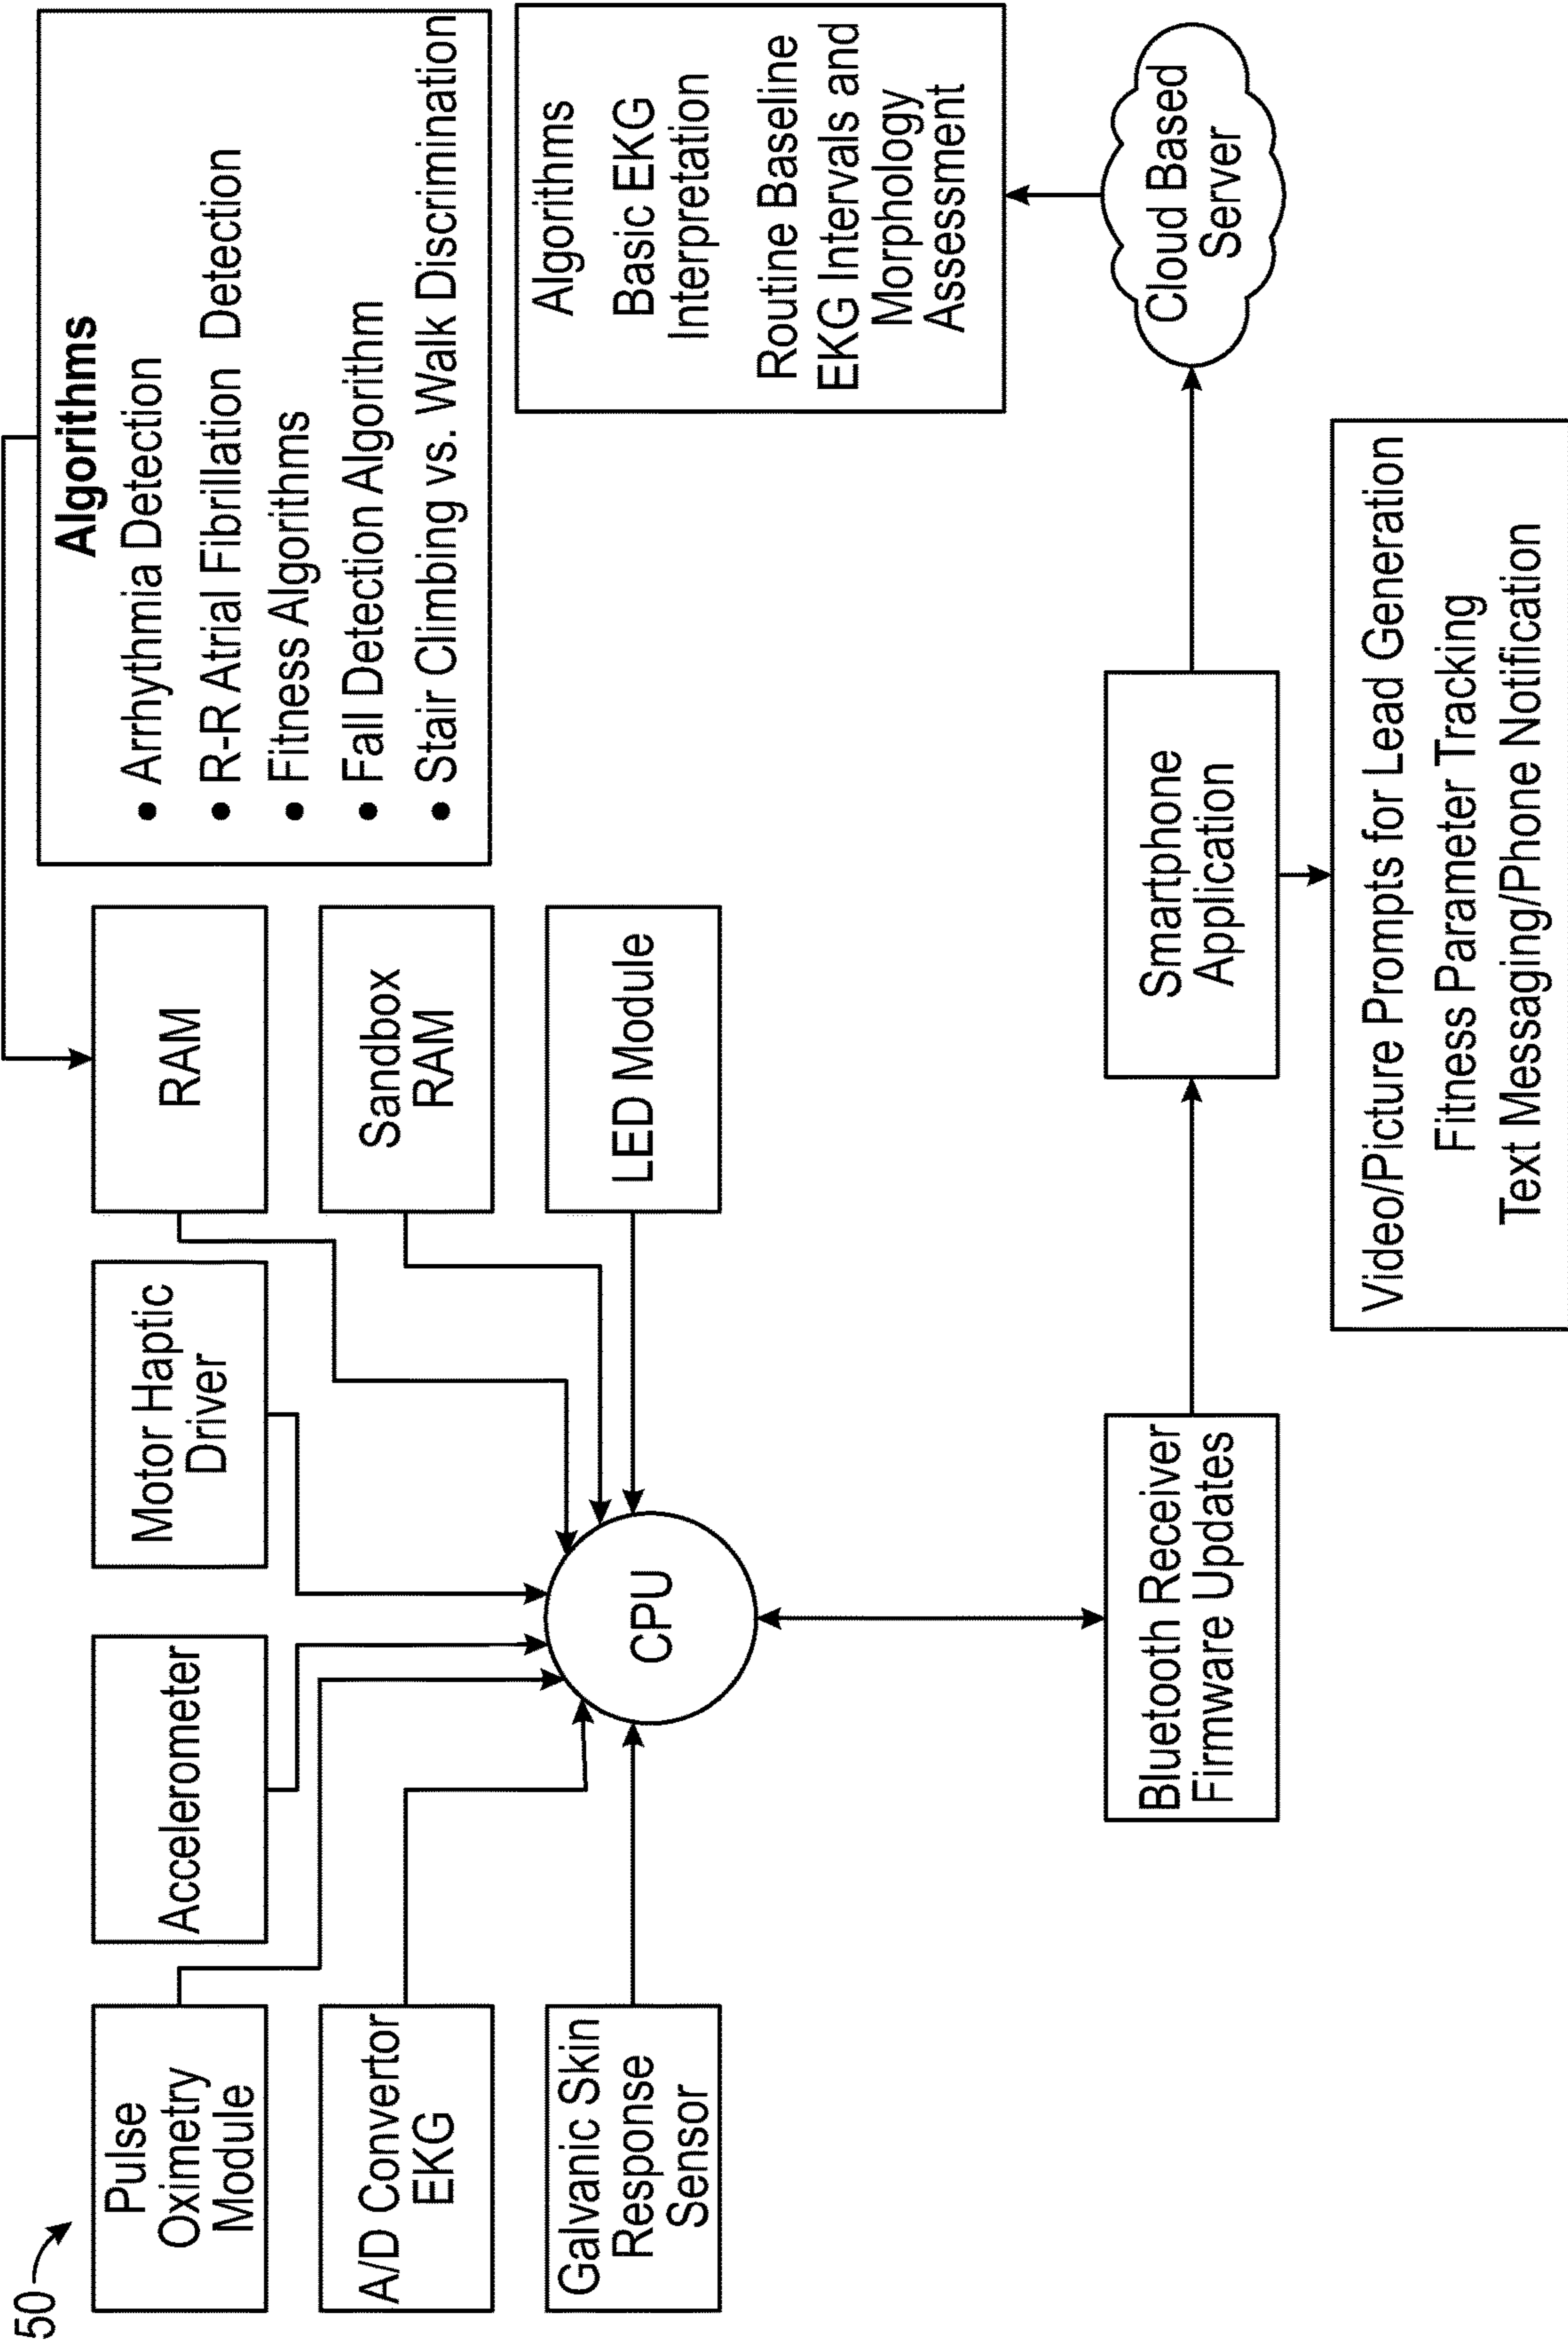 50
Pulse
Oximetry
Module
Accelerometer
Motor Haptic
Driver
RAM
Algorithms
• Arrhythmia Detection
• R-R Atrial Fibrillation Detection
• Fitness Algorithms
• Fall Detection Algorithm
• Stair Climbing vs. Walk Discrimination
A/D Convertor
EKG
Sandbox
RAM
Galvanic Skin
Response
Sensor
CPU
LED Module
Algorithms
Basic EKG
Interpretation
Routine Baseline
EKG Intervals and
Morphology
Assessment
Bluetooth Receiver
Firmware Updates
Smartphone
Application
Cloud Based
Server
Video/Picture Prompts for Lead Generation
Fitness Parameter Tracking
Text Messaging/Phone Notification